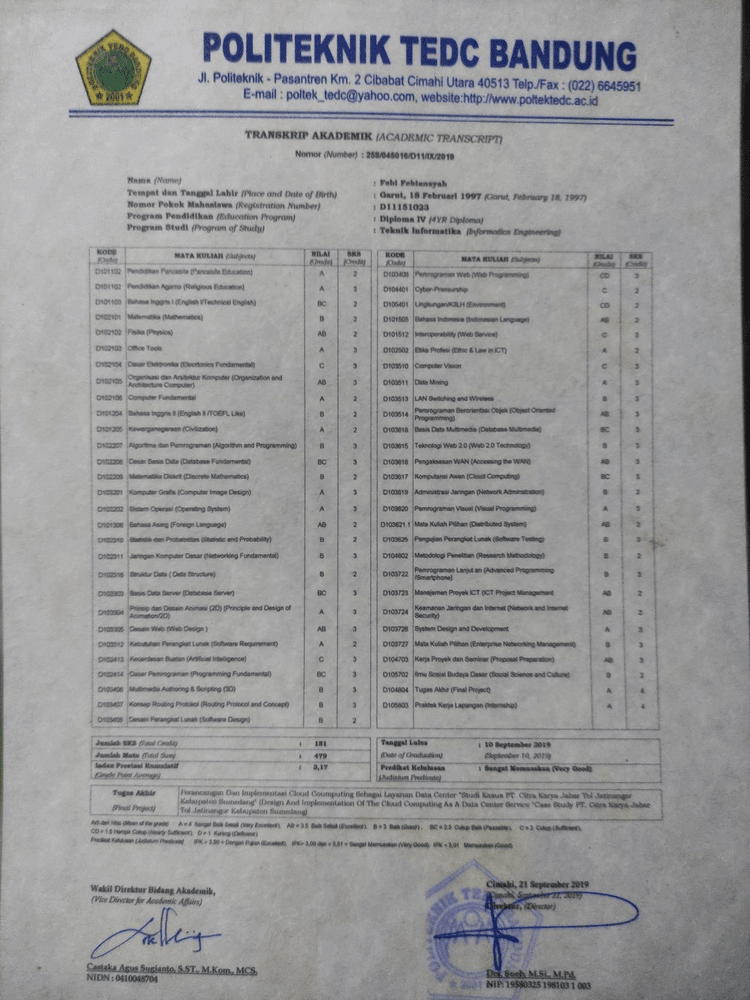 POLITEKNIK TEDC BANDUNG
Jl. Politeknik - Pasantren Km. 2 Cibabat Cimahi Utara 40513 Telp./Fax : (022) 6645951
E-mail : poltek_tedc@yahoo.com, website:http://www.poltektedc.ac.id
POLITEKNIK TEDC BANDUNG
2001
TRANSKRIP AKADEMIK (ACADEMIC TRANSCRIPT)
Nomor (Number) : 258/045016/D11/IX/2019
Nama (Name) : Febi Febiansyah
Tempat dan Tanggal Lahir (Place and Date of Birth) : Garut, 18 Februari 1997 (Garut, February 18, 1997)
Nomor Pokok Mahasiswa (Registration Number) : D11151023
Program Pendidikan (Education Program) : Diploma IV (4YR Diploma)
Program Studi (Program of Study) : Teknik Informatika (Informatics Engineering)
KODE (Code) MATA KULIAH (Subjects) NILAI (Grade) SKS (Credit)
D101102 Pendidikan Pancasila (Pancasila Education) A 2
D101102 Pendidikan Agama (Religious Education) A 3
D101103 Bahasa Inggris I (English I/Technical English) BC 2
D102101 Matematika (Mathematics) B 2
D102102 Fisika (Physics) AB 2
D102103 Office Tools A 3
D102104 Dasar Elektronika (Electronics Fundamental) C 3
D102105 Organisasi dan Arsitektur Komputer (Organization and
Architecture Computer) AB 3
D102106 Computer Fundamental A 2
D101204 Bahasa Inggris II (English II /TOEFL Like) B 2
D101205 Kewarganegaraan (Civilization) A 2
D102207 Algoritma dan Pemrograman (Algorithm and Programming) B 3
D102208 Dasar Basis Data (Database Fundamental) BC 3
D102209 Matematika Diskrit (Discrete Mathematics) B 2
D103201 Komputer Grafis (Computer Image Design) A 3
D103202 Sistem Operasi (Operating System) A 3
D101306 Bahasa Asing (Foreign Language) AB 2
D102310 Statistik dan Probabilitas (Statistic and Probability) B 2
D102311 Jaringan Komputer Dasar (Networking Fundamental) B 3
D102316 Struktur Data ( Data Structure) B 2
D103303 Basis Data Server (Database Server) BC 3
D103304 Prinsip dan Desain Animasi (2D) (Principle and Design of
Animation/2D) A 3
D103305 Desain Web (Web Design ) AB 3
D102312 Kebutuhan Perangkat Lunak (Software Requirement) A 2
D102413 Kecerdasan Buatan (Artificial Intelligence) C 3
D102414 Dasar Pemrograman (Programming Fundamental) BC 3
D103406 Multimedia Authoring & Scripting (3D) B 3
D103407 Konsep Routing Protokol (Routing Protocol and Concept) B 3
D103409 Desain Perangkat Lunak (Software Design) B 2
KODE (Code) MATA KULIAH (Subjects) NILAI (Grade) SKS (Credit)
D103408 Pemrograman Web (Web Programming) CD 3
D104401 Cyber-Preneurship C 2
D105401 Lingkungan/K3LH (Environment) CD 2
D101505 Bahasa Indonesia (Indonesian Language) AB 2
D101512 Interoperability (Web Service) C 3
D102502 Etika Profesi (Ethic & Law in ICT) A 2
D103510 Computer Vision C 3
D103511 Data Mining A 3
D103513 LAN Switching and Wireless B 3
D103514 Pemrograman Berorientasi Objek (Object Oriented
Programming) AB 3
D103618 Basis Data Multimedia (Database Multimedia) BC 3
D103615 Teknologi Web 2.0 (Web 2.0 Technology) B 3
D103616 Pengaksesan WAN (Accessing the WAN) AB 3
D103617 Komputansi Awan (Cloud Computing) BC 3
D103619 Administrasi Jaringan (Network Administration) B 2
D103620 Pemrograman Visual (Visual Programming) A 3
D103621.1 Mata Kuliah Pilihan (Distributed System) AB 2
D103625 Pengujian Perangkat Lunak (Software Testing) B 3
D104602 Metodologi Penelitian (Research Methodology) B 2
D103722 Pemrograman Lanjutan (Advanced Programming
/Smartphone) B 3
D103723 Manajemen Proyek ICT (ICT Project Management AB 2
D103724 Keamanan Jaringan dan Internet (Network and Internet
Security) AB 3
D103726 System Design and Development A 3
D103727 Mata Kuliah Pilihan (Enterprise Networking Management) B 3
D104703 Kerja Proyek dan Seminar (Proposal Preparation) AB 3
D105702 Ilmu Sosial Budaya Dasar (Social Science and Culture) B 2
D104804 Tugas Akhir (Final Project) A 4
D105803 Praktek Kerja Lapangan (Internship) A 4
Jumlah SKS (Total Credit) : 151
Jumlah Mutu (Total Sum) : 479
Index Prestasi Kumulatif : 3,17
(Grade Point Average)
Tanggal Lulus : 10 September 2019
(Date of Graduation) (September 10, 2019)
Predikat Kelulusan : Sangat Memuaskan (Very Good)
(Judicium Predicate)
Tugas Akhir
(Final Project)
Perancangan Dan Implementasi Cloud Coumputing Sebagai Layanan Data Center "Studi Kasus PT. Citra Karya Jabar Tol Jatinangor
Kabupaten Sumedang" (Design And Implementation Of The Cloud Computing As A Data Center Service "Case Study PT. Citra Karya Jabar
Tol Jatinangor Kabupaten Sumedang)
Arti dari Nilai (Mean of the grade) A = 4 Sangat Baik Sekali (Very Excellent), AB = 3.5 Baik Sekali (Excellent), B = 3 Baik (Good), BC = 2.5 Cukup Baik (Passable), C = 2 Cukup (Sufficient),
CD = 1.5 Hampir Cukup (Nearly Sufficient), D = 1 Kurang (Deficient)
Predikat Kelulusan (Judicium Predicate)
Wakil Direktur Bidang Akademik,
(Vice Director for Academic Affairs)
Castaka Agus Sugianto, S.ST., M.Kom., MCS.
NIDN : 0410048704
Cimahi, 21 September 2019
(Cimahi, September 21, 2019)
Direktur, (Director)
POLITEKNIK TEDC
2001
Drs. Soeh, M.Si., M.Pd.
NIP: 19580325 198103 1 003